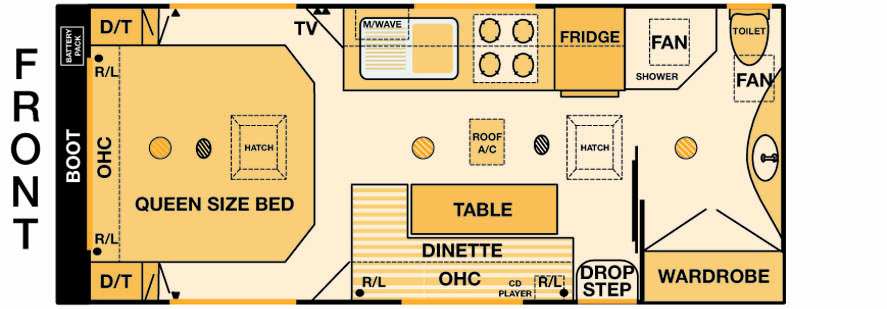 FRONT
BATTERY
PACK
BOOT
D/T
R/L
OHC
HATCH
QUEEN SIZE BED
R/L
D/T
TV
M/WAVE
FRIDGE
FAN
SHOWER
TOILET
FAN
ROOF
A/C
HATCH
TABLE
DINETTE
OHC
R/L
CD
PLAYER
R/L
DROP
STEP
WARDROBE